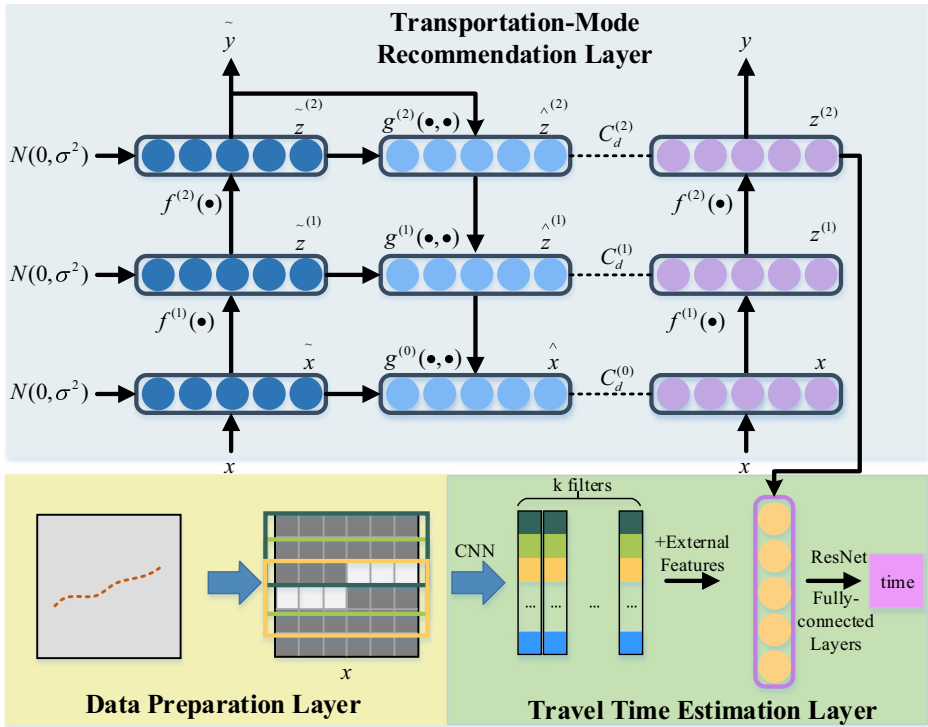 Transportation-Mode
Recommendation Layer
ỹ
y
N(0,σ²)
z̃⁽²⁾
g⁽²⁾(•,•)
ẑ⁽²⁾
C_d⁽²⁾
z⁽²⁾
f⁽²⁾(•)
f⁽²⁾(•)
N(0,σ²)
z̃⁽¹⁾
g⁽¹⁾(•,•)
ẑ⁽¹⁾
C_d⁽¹⁾
z⁽¹⁾
f⁽¹⁾(•)
f⁽¹⁾(•)
N(0,σ²)
x̃
g⁽⁰⁾(•,•)
x̂
C_d⁽⁰⁾
x
x
x
x
Data Preparation Layer
CNN
k filters
...
...
...
...
+External
Features
ResNet
Fully-
connected
Layers
time
Travel Time Estimation Layer